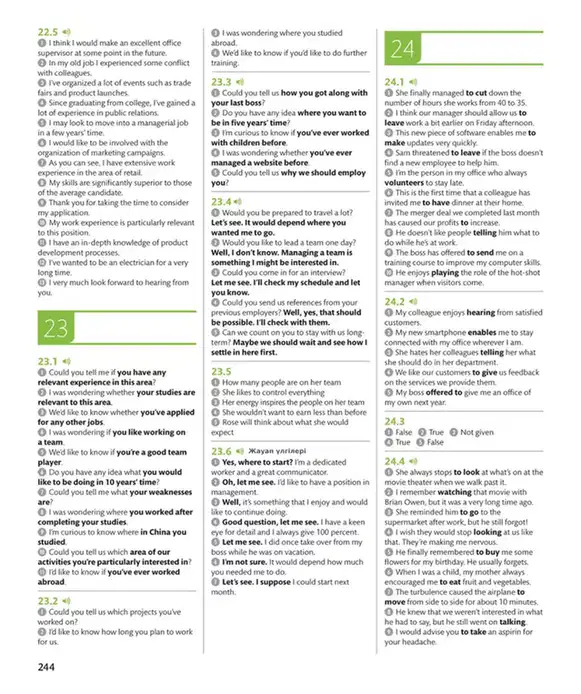 22.5
1 I think I would make an excellent office
supervisor at some point in the future.
2 In my old job I experienced some conflict
with colleagues.
3 I've organized a lot of events such as trade
fairs and product launches.
4 Since graduating from college, I've gained a
lot of experience in public relations.
5 I may look to move into a managerial job
in a few years' time.
6 I would like to be involved with the
organization of marketing campaigns.
7 As you can see, I have extensive work
experience in the area of retail.
8 My skills are significantly superior to those
of the average candidate.
9 Thank you for taking the time to consider
my application.
10 My work experience is particularly relevant
to this position.
11 I have an in-depth knowledge of product
development processes.
12 I've wanted to be an electrician for a very
long time.
13 I very much look forward to hearing from
you.
23
23.1
1 Could you tell me if you have any
relevant experience in this area?
2 I was wondering whether your studies are
relevant to this area.
3 We'd like to know whether you've applied
for any other jobs.
4 I was wondering if you like working on
a team.
5 We'd like to know if you're a good team
player.
6 Do you have any idea what you would
like to be doing in 10 years' time?
7 Could you tell me what your weaknesses
are?
8 I was wondering where you worked after
completing your studies.
9 I'm curious to know where in China you
studied.
10 Could you tell us which area of our
activities you're particularly interested in?
11 I'd like to know if you've ever worked
abroad.
23.2
1 Could you tell us which projects you've
worked on?
2 I'd like to know how long you plan to work
for us.
3 I was wondering where you studied
abroad.
4 We'd like to know if you'd like to do further
training.
23.3
1 Could you tell us how you got along with
your last boss?
2 Do you have any idea where you want to
be in five years' time?
3 I'm curious to know if you've ever worked
with children before.
4 I was wondering whether you've ever
managed a website before.
5 Could you tell us why we should employ
you?
23.4
1 Would you be prepared to travel a lot?
Let's see. It would depend where you
wanted me to go.
2 Would you like to lead a team one day?
Well, I don't know. Managing a team is
something I might be interested in.
3 Could you come in for an interview?
Let me see. I'll check my schedule and let
you know.
4 Could you send us references from your
previous employers? Well, yes, that should
be possible. I'll check with them.
5 Can we count on you to stay with us long-
term? Maybe we should wait and see how I
settle in here first.
23.5
1 How many people are on her team
2 She likes to control everything
3 Her energy inspires the people on her team
4 She wouldn't want to earn less than before
5 Rose will think about what she would
expect
23.6 Жауап үлгілері
1 Yes, where to start? I'm a dedicated
worker and a great communicator.
2 Oh, let me see. I'd like to have a position in
management.
3 Well, it's something that I enjoy and would
like to continue doing.
4 Good question, let me see. I have a keen
eye for detail and I always give 100 percent.
5 Let me see. I did once take over from my
boss while he was on vacation.
6 I'm not sure. It would depend how much
you needed me to do.
7 Let's see. I suppose I could start next
month.
24
24.1
1 She finally managed to cut down the
number of hours she works from 40 to 35.
2 I think our manager should allow us to
leave work a bit earlier on Friday afternoon.
3 This new piece of software enables me to
make updates very quickly.
4 Sam threatened to leave if the boss doesn't
find a new employee to help him.
5 I'm the person in my office who always
volunteers to stay late.
6 This is the first time that a colleague has
invited me to have dinner at their home.
7 The merger deal we completed last month
has caused our profits to increase.
8 He doesn't like people telling him what to
do while he's at work.
9 The boss has offered to send me on a
training course to improve my computer skills.
10 He enjoys playing the role of the hot-shot
manager when visitors come.
24.2
1 My colleague enjoys hearing from satisfied
customers.
2 My new smartphone enables me to stay
connected with my office wherever I am.
3 She hates her colleagues telling her what
she should do in her department.
4 We like our customers to give us feedback
on the services we provide them.
5 My boss offered to give me an office of
my own next year.
24.3
1 False 2 True 3 Not given
4 True 5 False
24.4
1 She always stops to look at what's on at the
movie theater when we walk past it.
2 I remember watching that movie with
Brian Owen, but it was a very long time ago.
3 She reminded him to go to the
supermarket after work, but he still forgot!
4 I wish they would stop looking at us like
that. They're making me nervous.
5 He finally remembered to buy me some
flowers for my birthday. He usually forgets.
6 When I was a child, my mother always
encouraged me to eat fruit and vegetables.
7 The turbulence caused the airplane to
move from side to side for about 10 minutes.
8 He knew that we weren't interested in what
he had to say, but he still went on talking.
9 I would advise you to take an aspirin for
your headache.
244